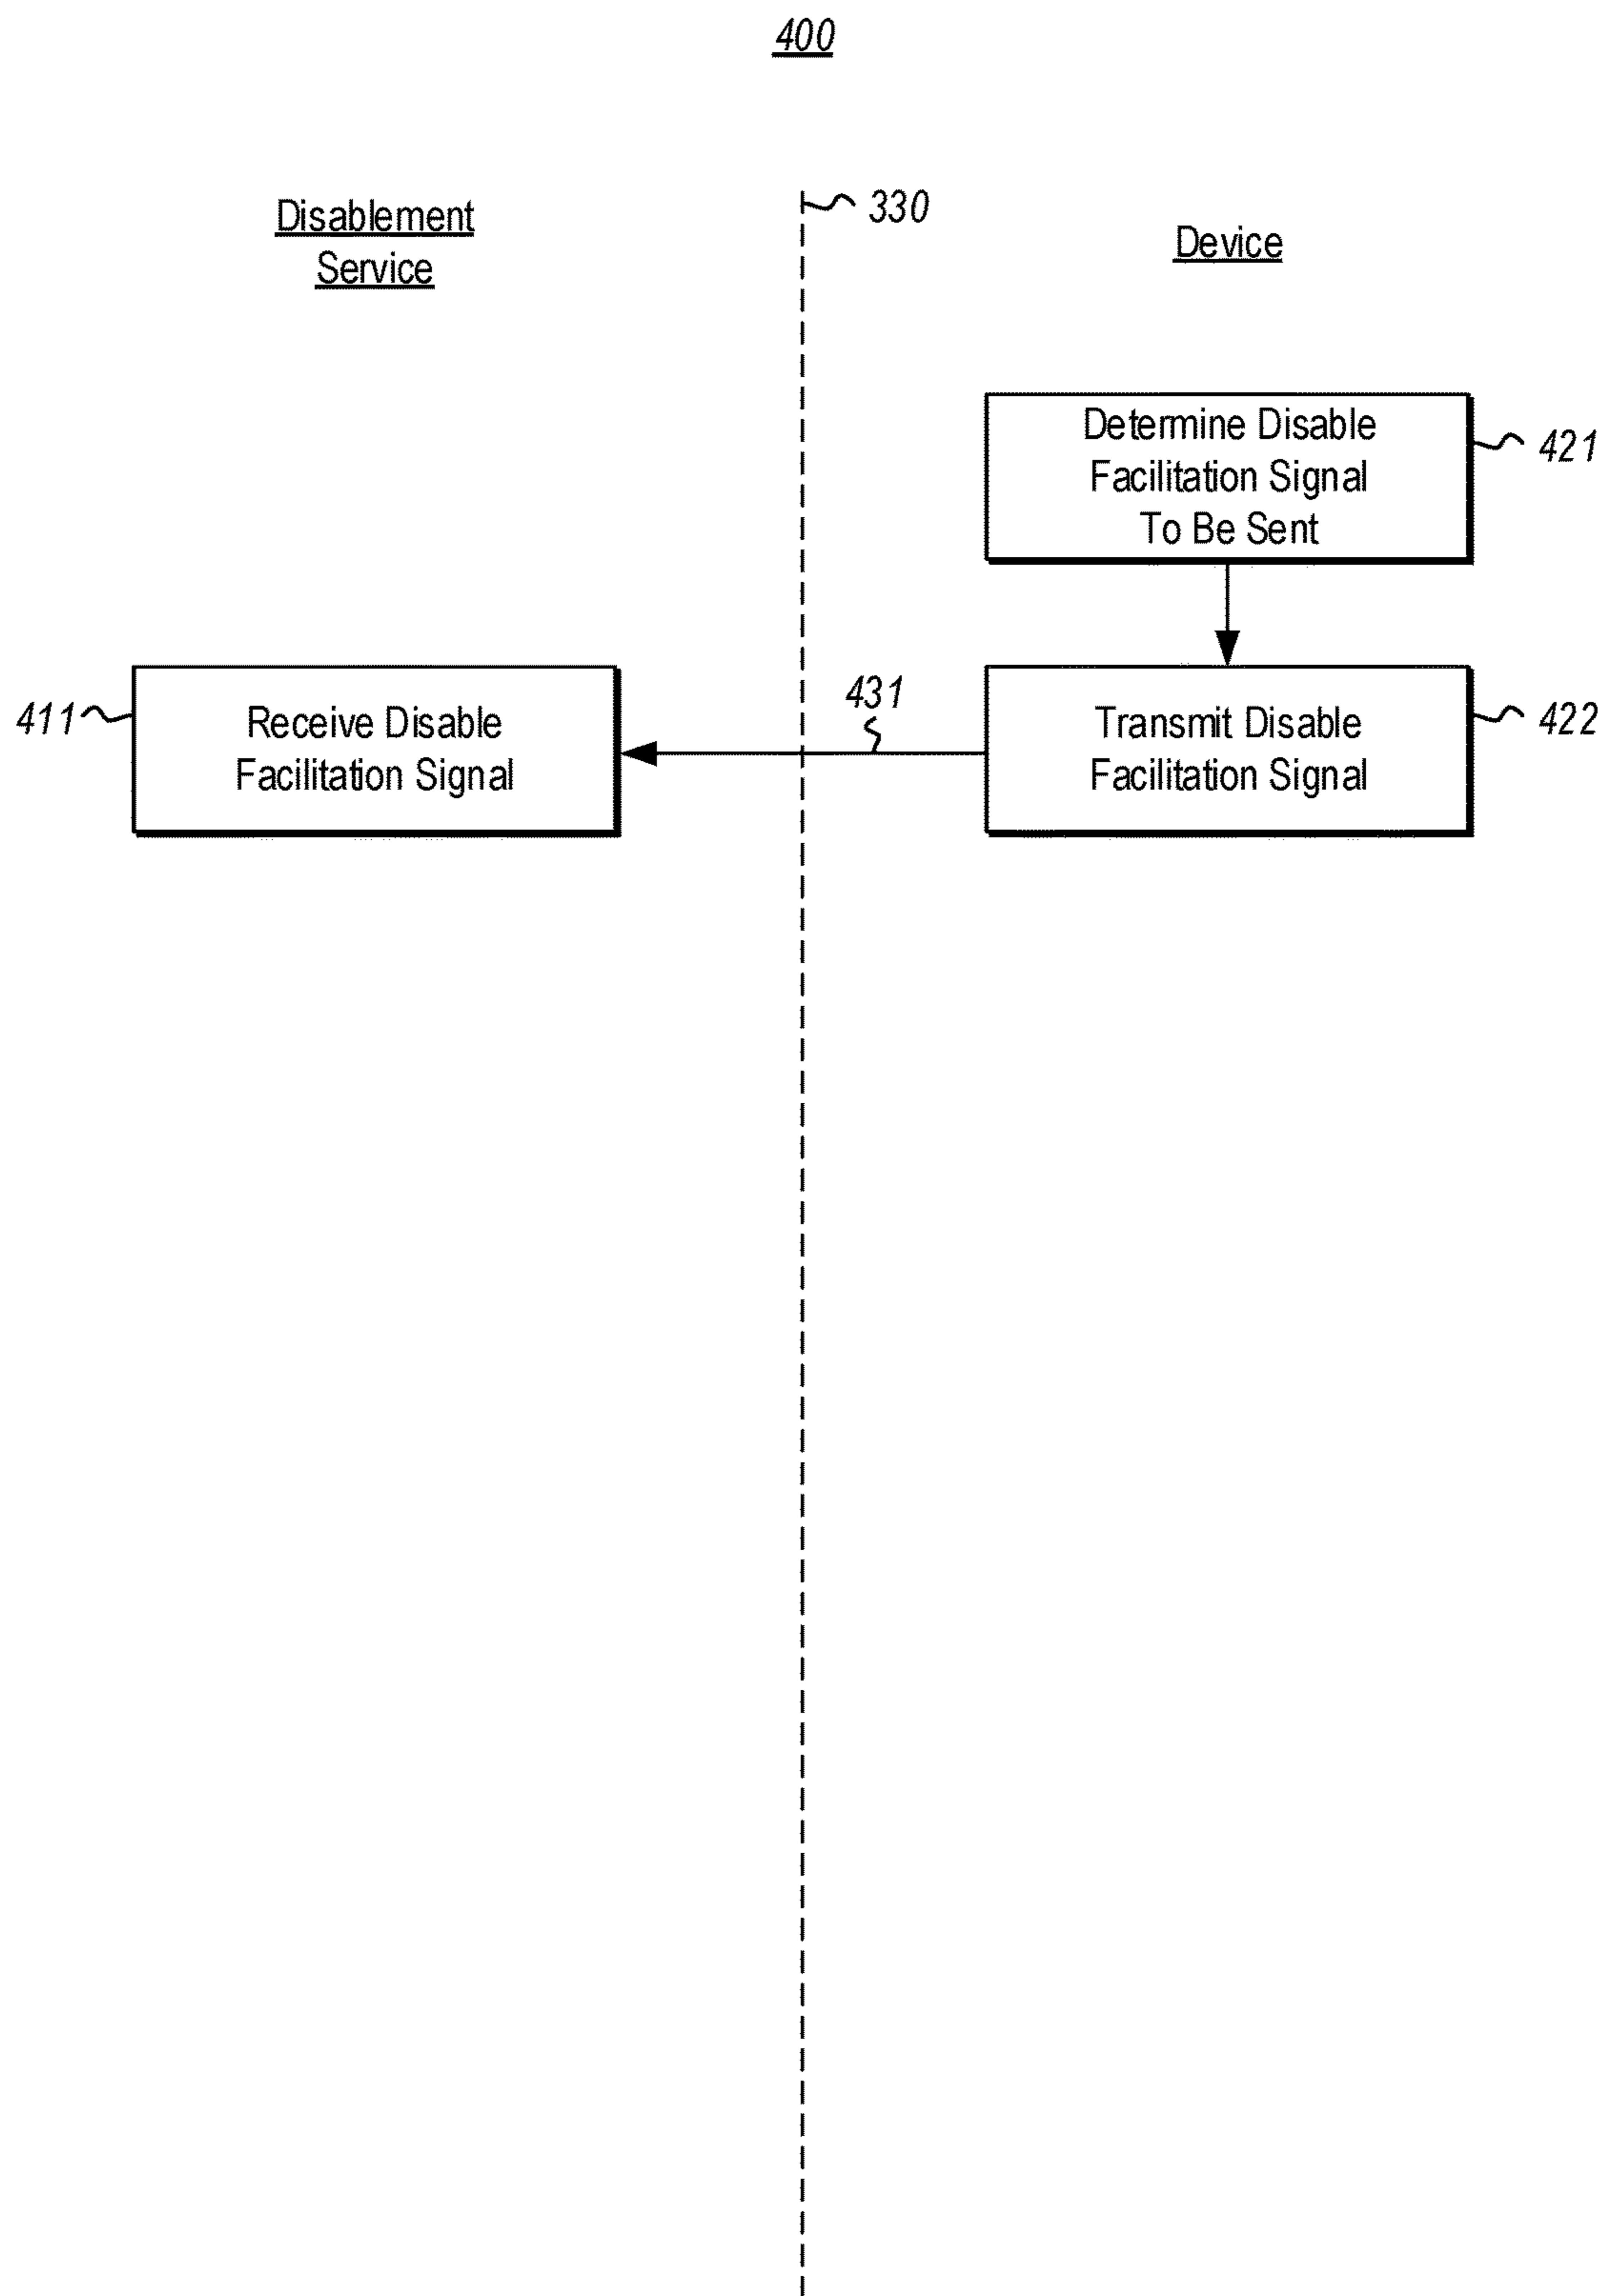 400
Disablement
Service
330
Device
Determine Disable
Facilitation Signal
To Be Sent
421
411
Receive Disable
Facilitation Signal
431
Transmit Disable
Facilitation Signal
422